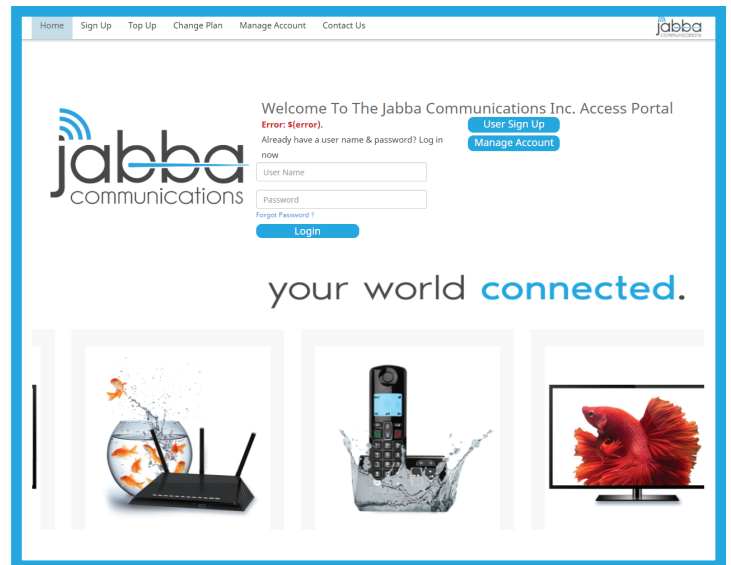 Home Sign Up Top Up Change Plan Manage Account Contact Us
jabba
communications
Welcome To The Jabba Communications Inc. Access Portal
Error: $(error).
Already have a user name & password? Log in
now
User Name
Password
Forgot Password ?
Login
User Sign Up
Manage Account
jabba
communications
your world connected.